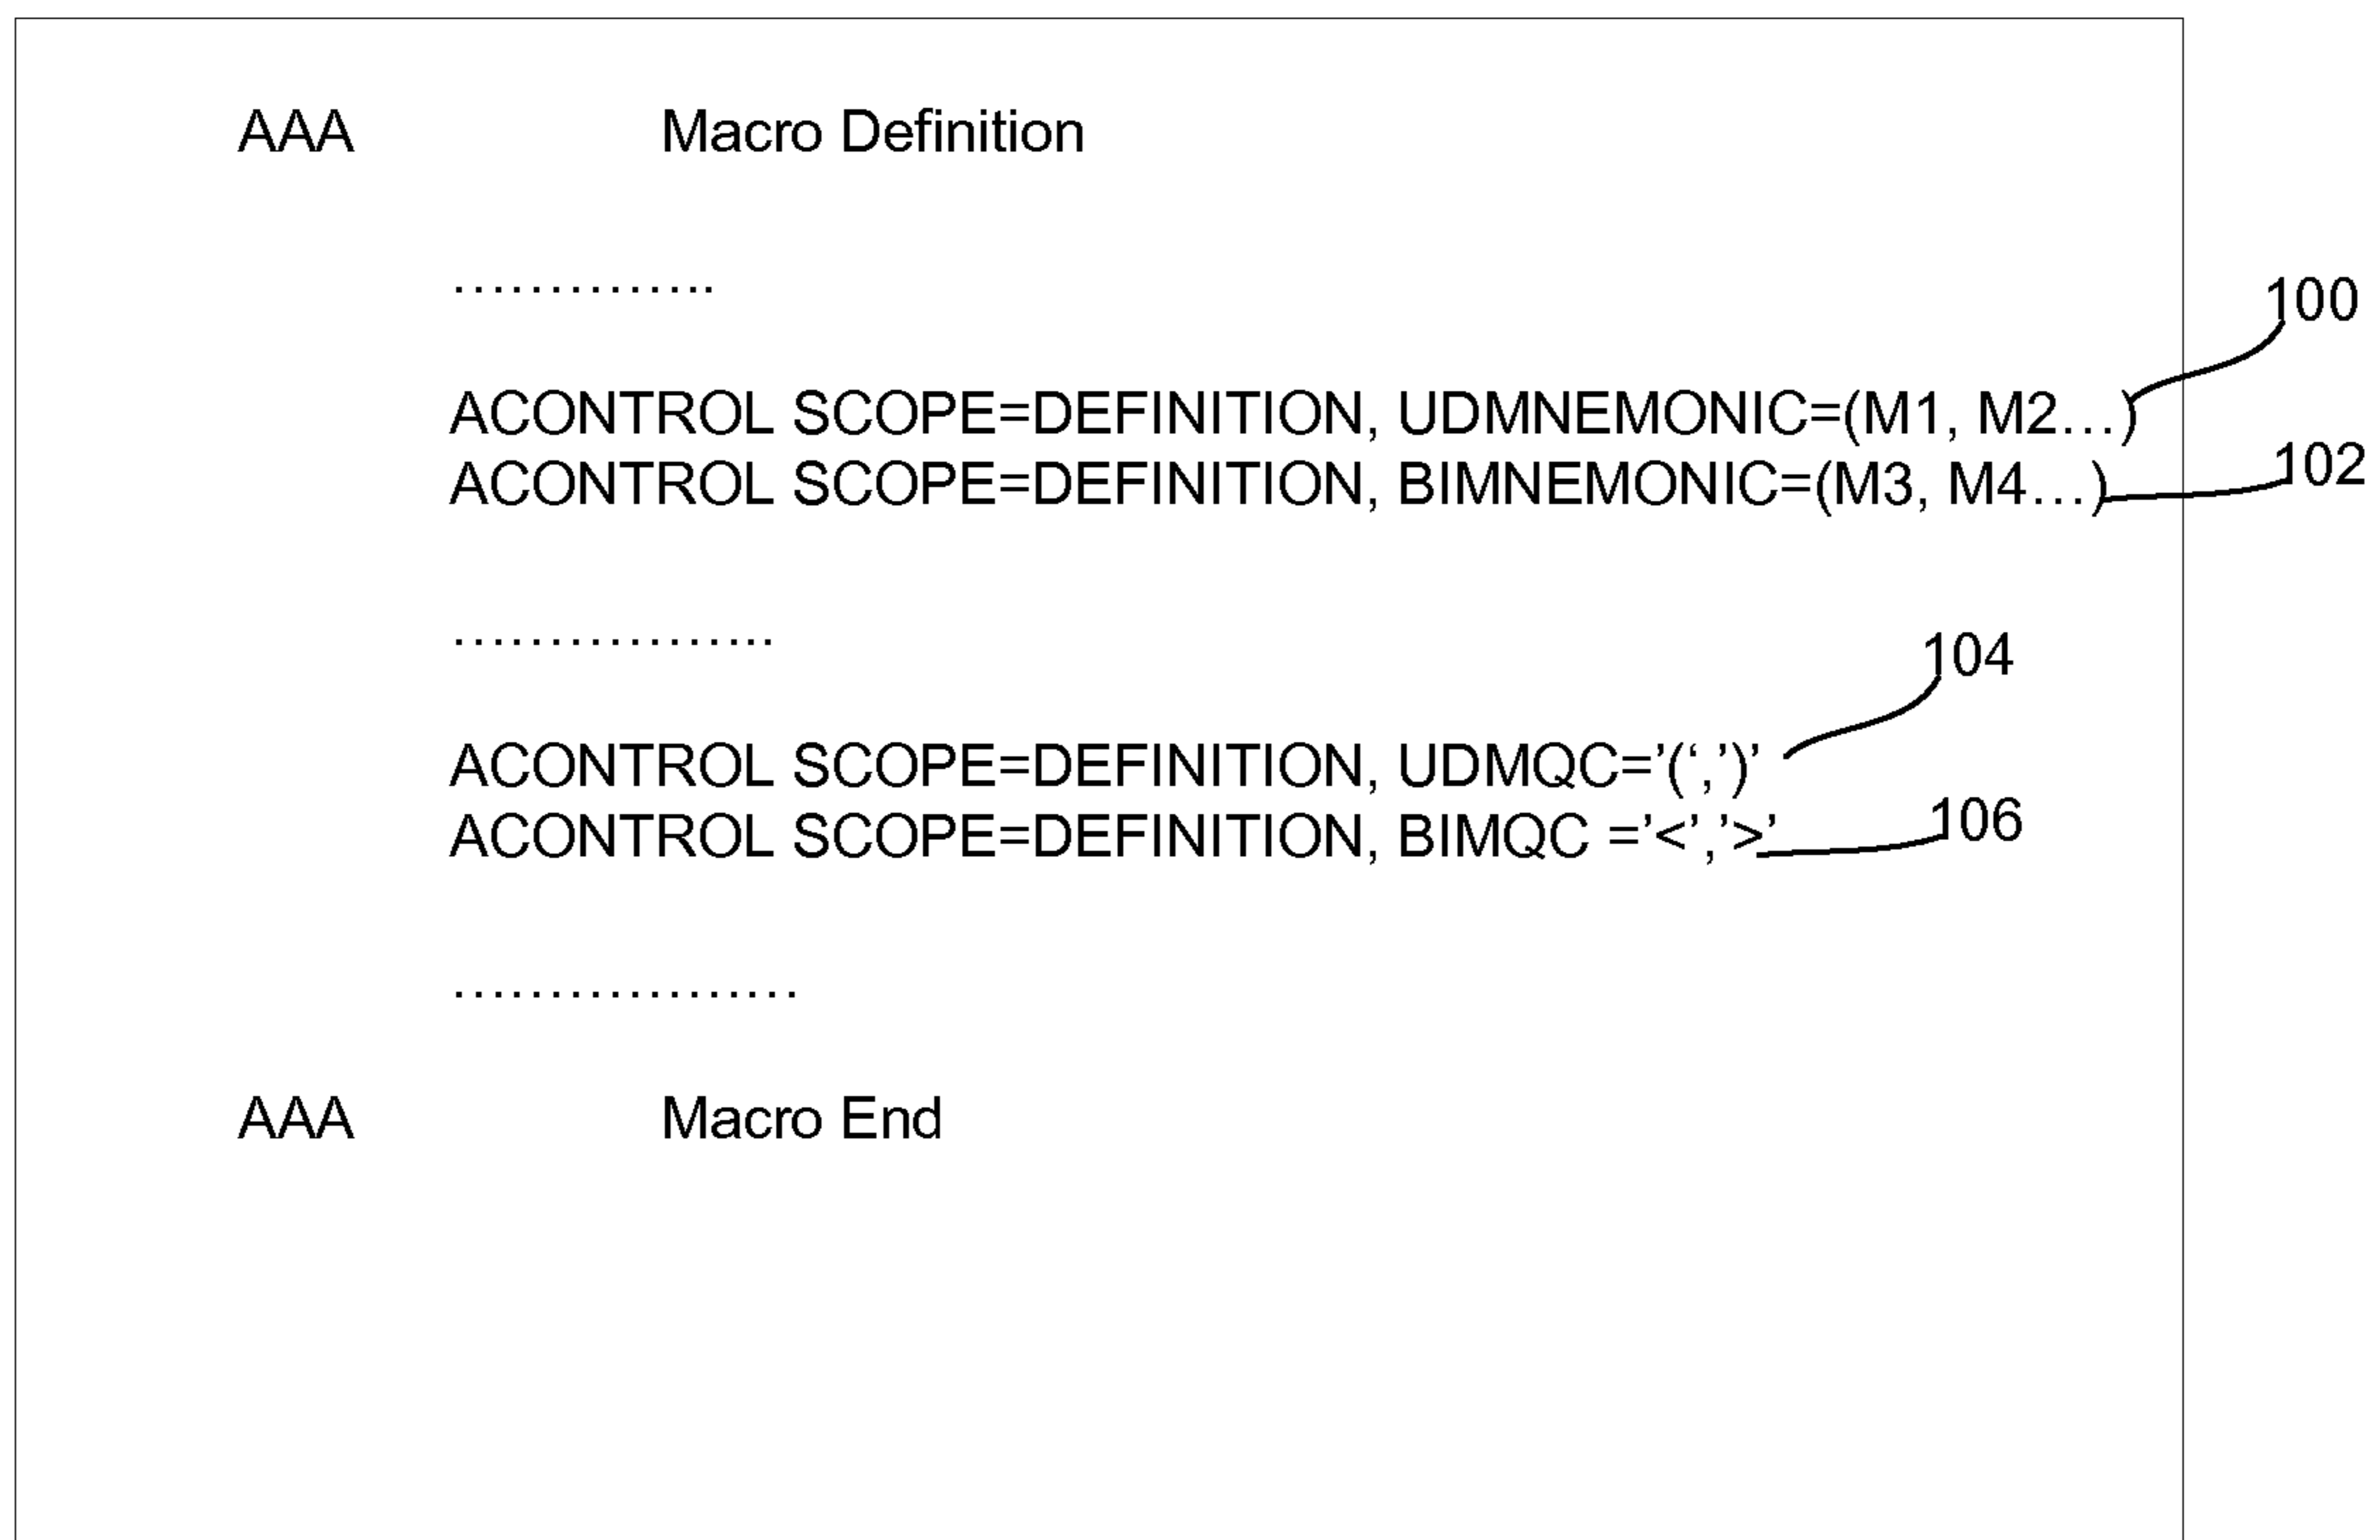 AAA Macro Definition
..............
100
ACONTROL SCOPE=DEFINITION, UDMNEMONIC=(M1, M2...)
ACONTROL SCOPE=DEFINITION, BIMNEMONIC=(M3, M4...)
102
.................
104
ACONTROL SCOPE=DEFINITION, UDMQC=’(‘,’)’
ACONTROL SCOPE=DEFINITION, BIMQC =’<’,’>’
106
..................
AAA Macro End